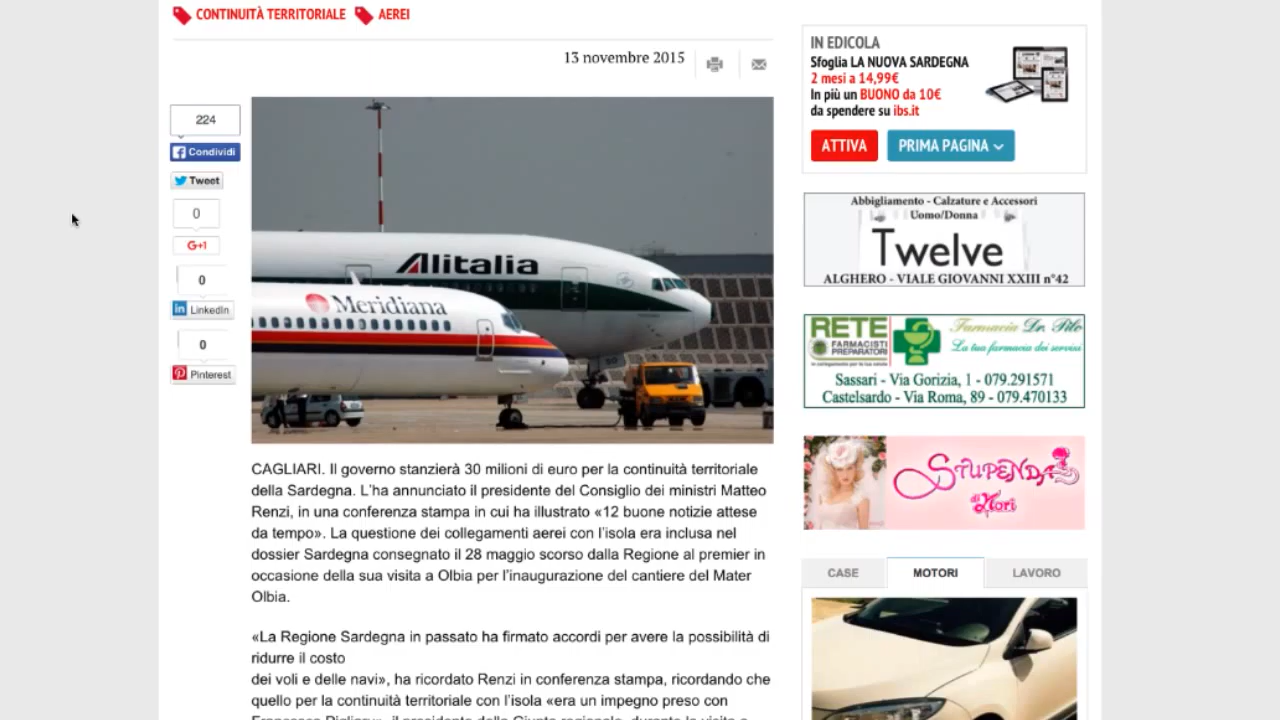 CONTINUITÀ TERRITORIALE AEREI
13 novembre 2015
224
Condividi
Tweet
0
G+1
0
LinkedIn
0
Pinterest
Alitalia
Meridiana
CAGLIARI. Il governo stanzierà 30 milioni di euro per la continuità territoriale
della Sardegna. L'ha annunciato il presidente del Consiglio dei ministri Matteo
Renzi, in una conferenza stampa in cui ha illustrato «12 buone notizie attese
da tempo». La questione dei collegamenti aerei con l'isola era inclusa nel
dossier Sardegna consegnato il 28 maggio scorso dalla Regione al premier in
occasione della sua visita a Olbia per l'inaugurazione del cantiere del Mater
Olbia.
«La Regione Sardegna in passato ha firmato accordi per avere la possibilità di
ridurre il costo
dei voli e delle navi», ha ricordato Renzi in conferenza stampa, ricordando che
quello per la continuità territoriale con l'isola «era un impegno preso con
IN EDICOLA
Sfoglia LA NUOVA SARDEGNA
2 mesi a 14,99€
In più un BUONO da 10€
da spendere su ibs.it
ATTIVA PRIMA PAGINA
Abbigliamento - Calzature e Accessori
Uomo/Donna
Twelve
ALGHERO - VIALE GIOVANNI XXIII n°42
RETE
FARMACISTI
PREPARATORI
Farmacia Dr. Pilo
La tua farmacia dei servizi
Sassari - Via Gorizia, 1 - 079.291571
Castelsardo - Via Roma, 89 - 079.470133
STUPENDA
di Nori
CASE MOTORI LAVORO